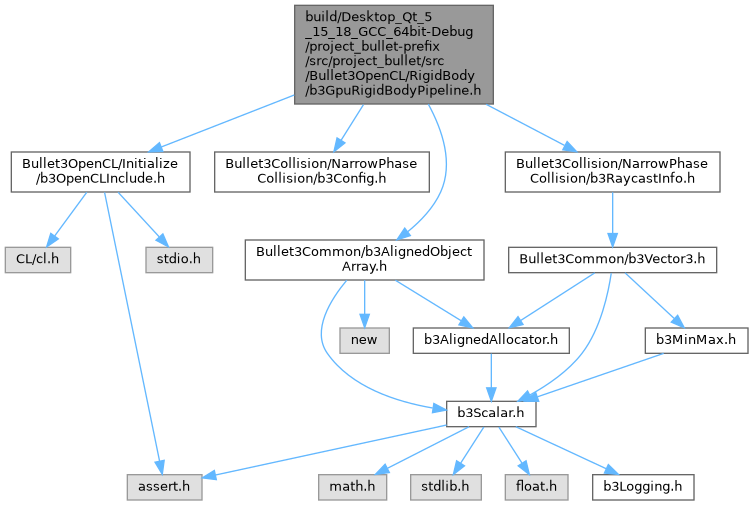 build/Desktop_Qt_5
_15_18_GCC_64bit-Debug
/project_bullet-prefix
/src/project_bullet/src
/Bullet3OpenCL/RigidBody
/b3GpuRigidBodyPipeline.h
Bullet3OpenCL/Initialize
/b3OpenCLInclude.h
Bullet3Collision/NarrowPhase
Collision/b3Config.h
Bullet3Collision/NarrowPhase
Collision/b3RaycastInfo.h
CL/cl.h
stdio.h
Bullet3Common/b3AlignedObject
Array.h
Bullet3Common/b3Vector3.h
new
b3AlignedAllocator.h
b3MinMax.h
b3Scalar.h
assert.h
math.h
stdlib.h
float.h
b3Logging.h